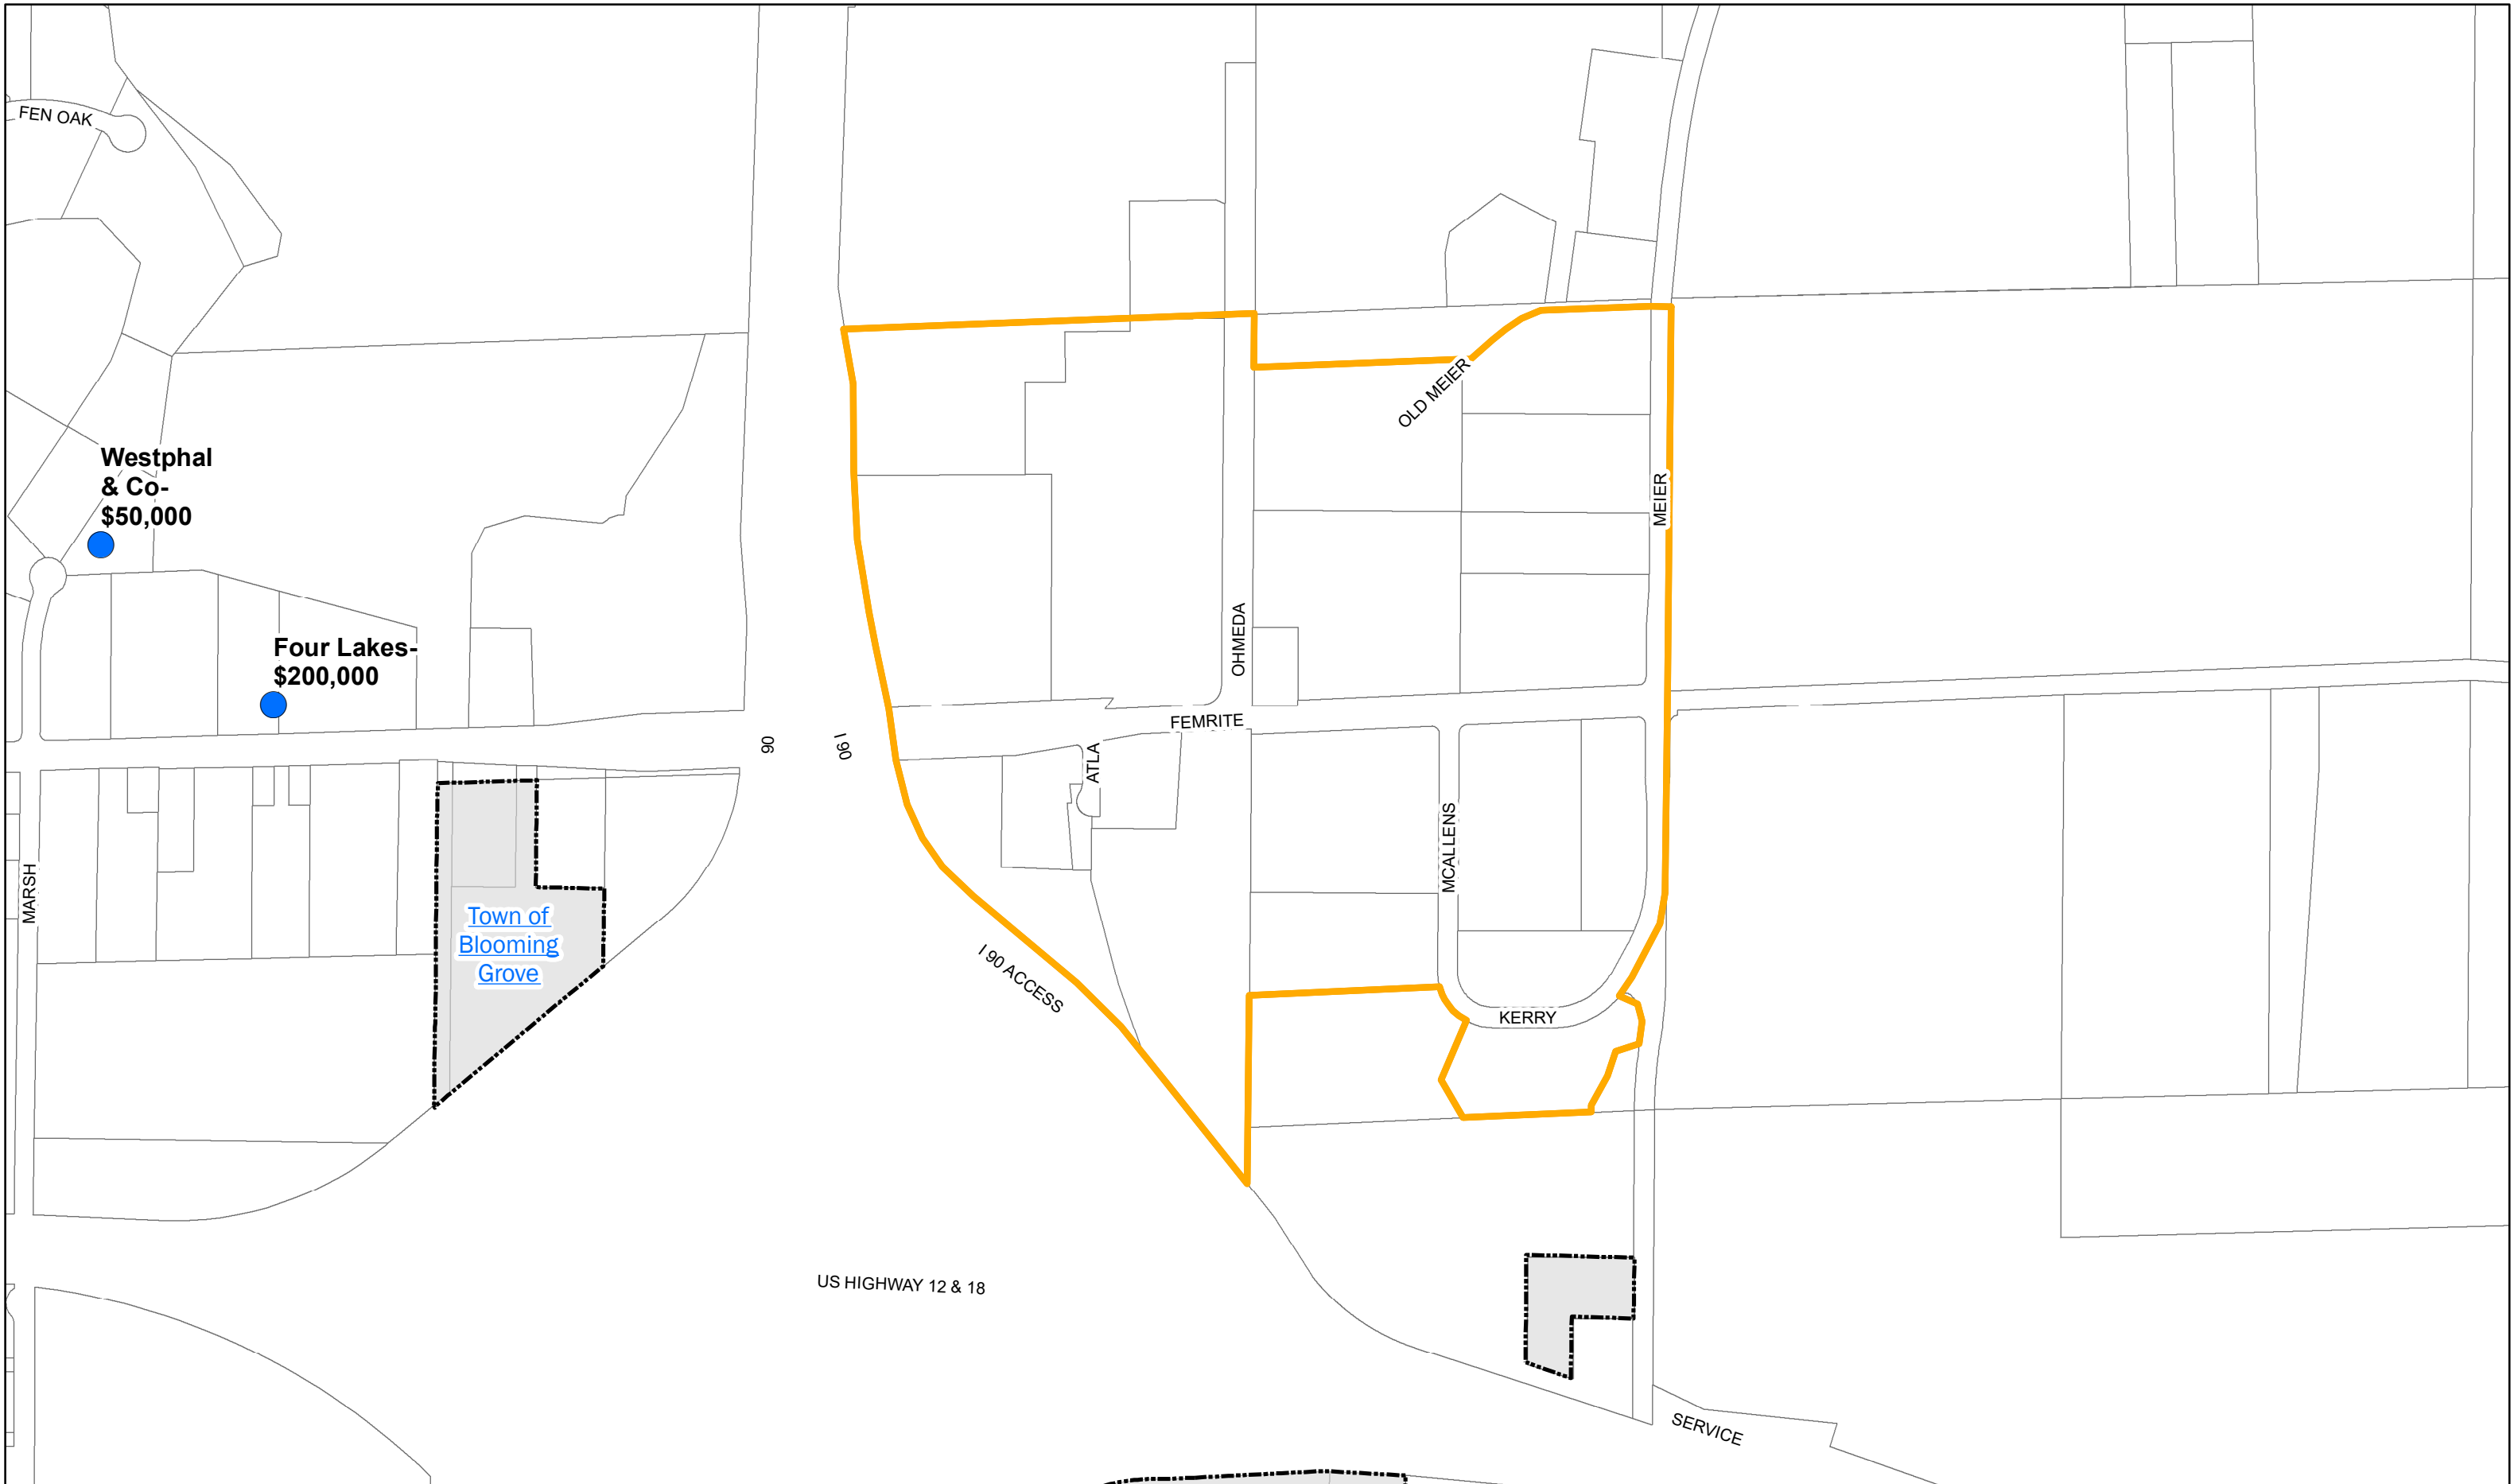 FEN OAK
OLD MEIER
Westphal
& Co-
$50,000
MEIER
OHMEDA
Four Lakes-
$200,000
FEMRITE
90
I 90
ATLA
MCALLENS
MARSH
Town of
Blooming
Grove
I 90 ACCESS
KERRY
US HIGHWAY 12 & 18
SERVICE